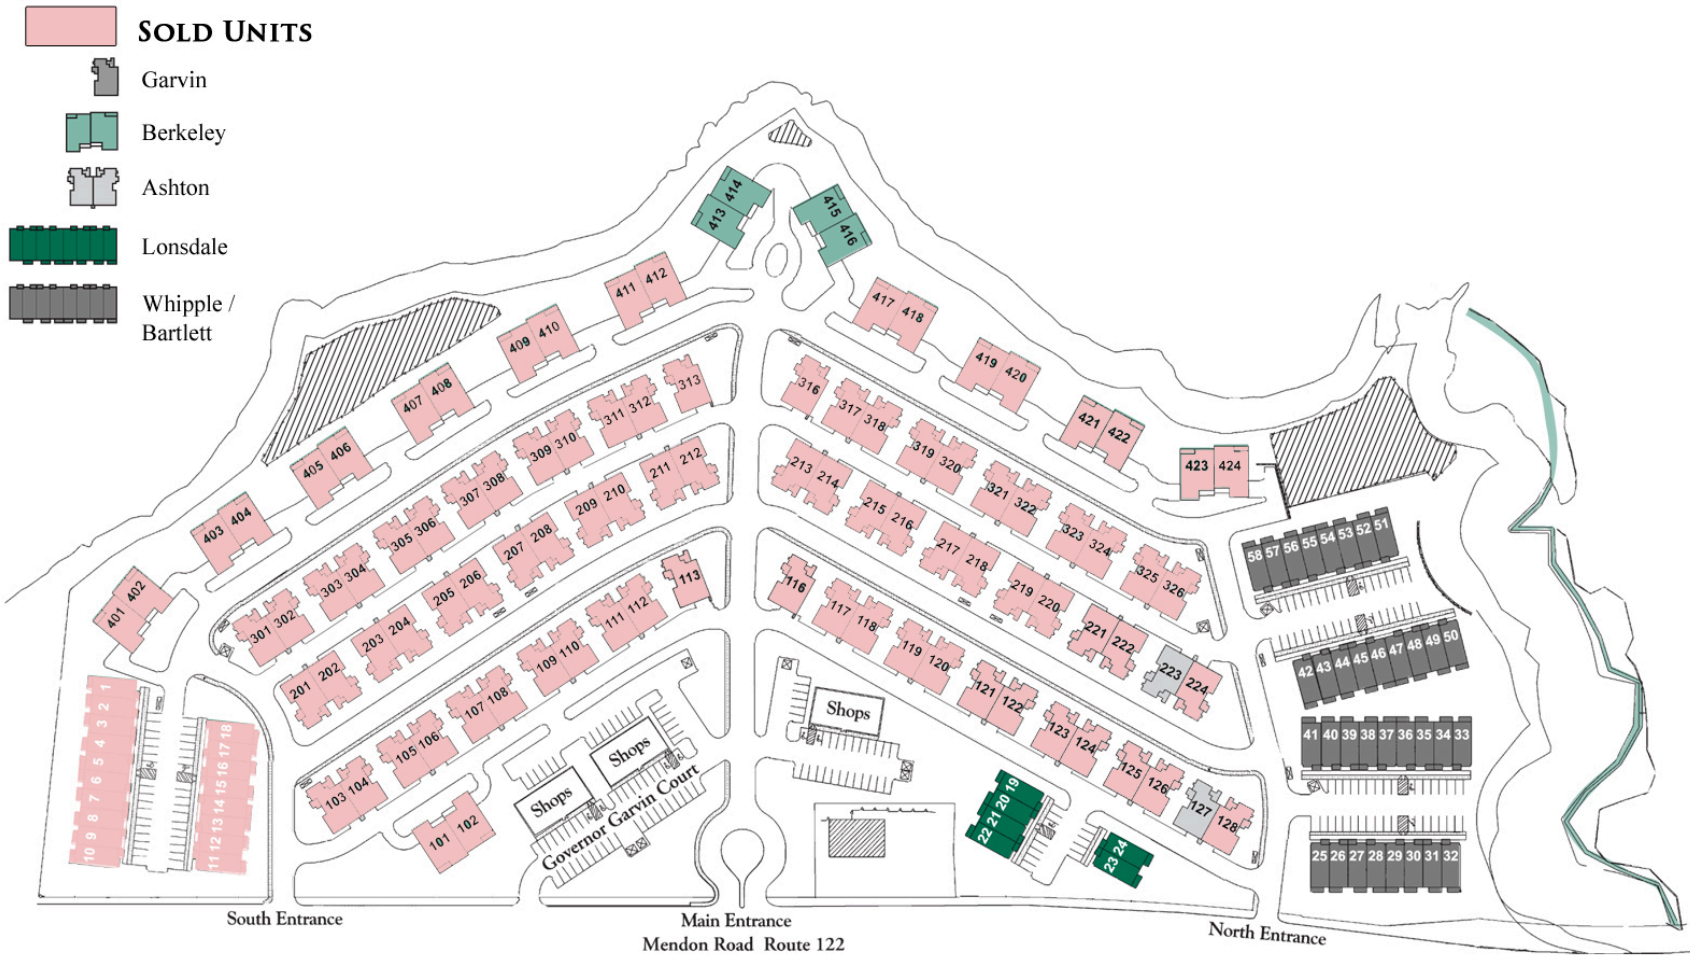 SOLD UNITS
Garvin
Berkeley
Ashton
Lonsdale
Whipple /
Bartlett
413 414
415 416
411 412
417 418
409 410
419 420
407 408
421 422
405 406
423 424
403 404
401 402
301 302 303 304 305 306 307 308 309 310 311 312 313
316 317 318 319 320 321 322 323 324 325 326
201 202 203 204 205 206 207 208 209 210 211 212
213 214 215 216 217 218 219 220 221 222 223 224
103 104 105 106 107 108 109 110 111 112 113
116 117 118 119 120 121 122 123 124 125 126 127 128
101 102
58 57 56 55 54 53 52 51
42 43 44 45 46 47 48 49 50
41 40 39 38 37 36 35 34 33
25 26 27 28 29 30 31 32
10 9 8 7 6 5 4 3 2 1
11 12 13 14 15 16 17 18
22 21 20 19
23 24
Shops
Shops
Shops
Governor Garvin Court
South Entrance
Main Entrance
Mendon Road Route 122
North Entrance